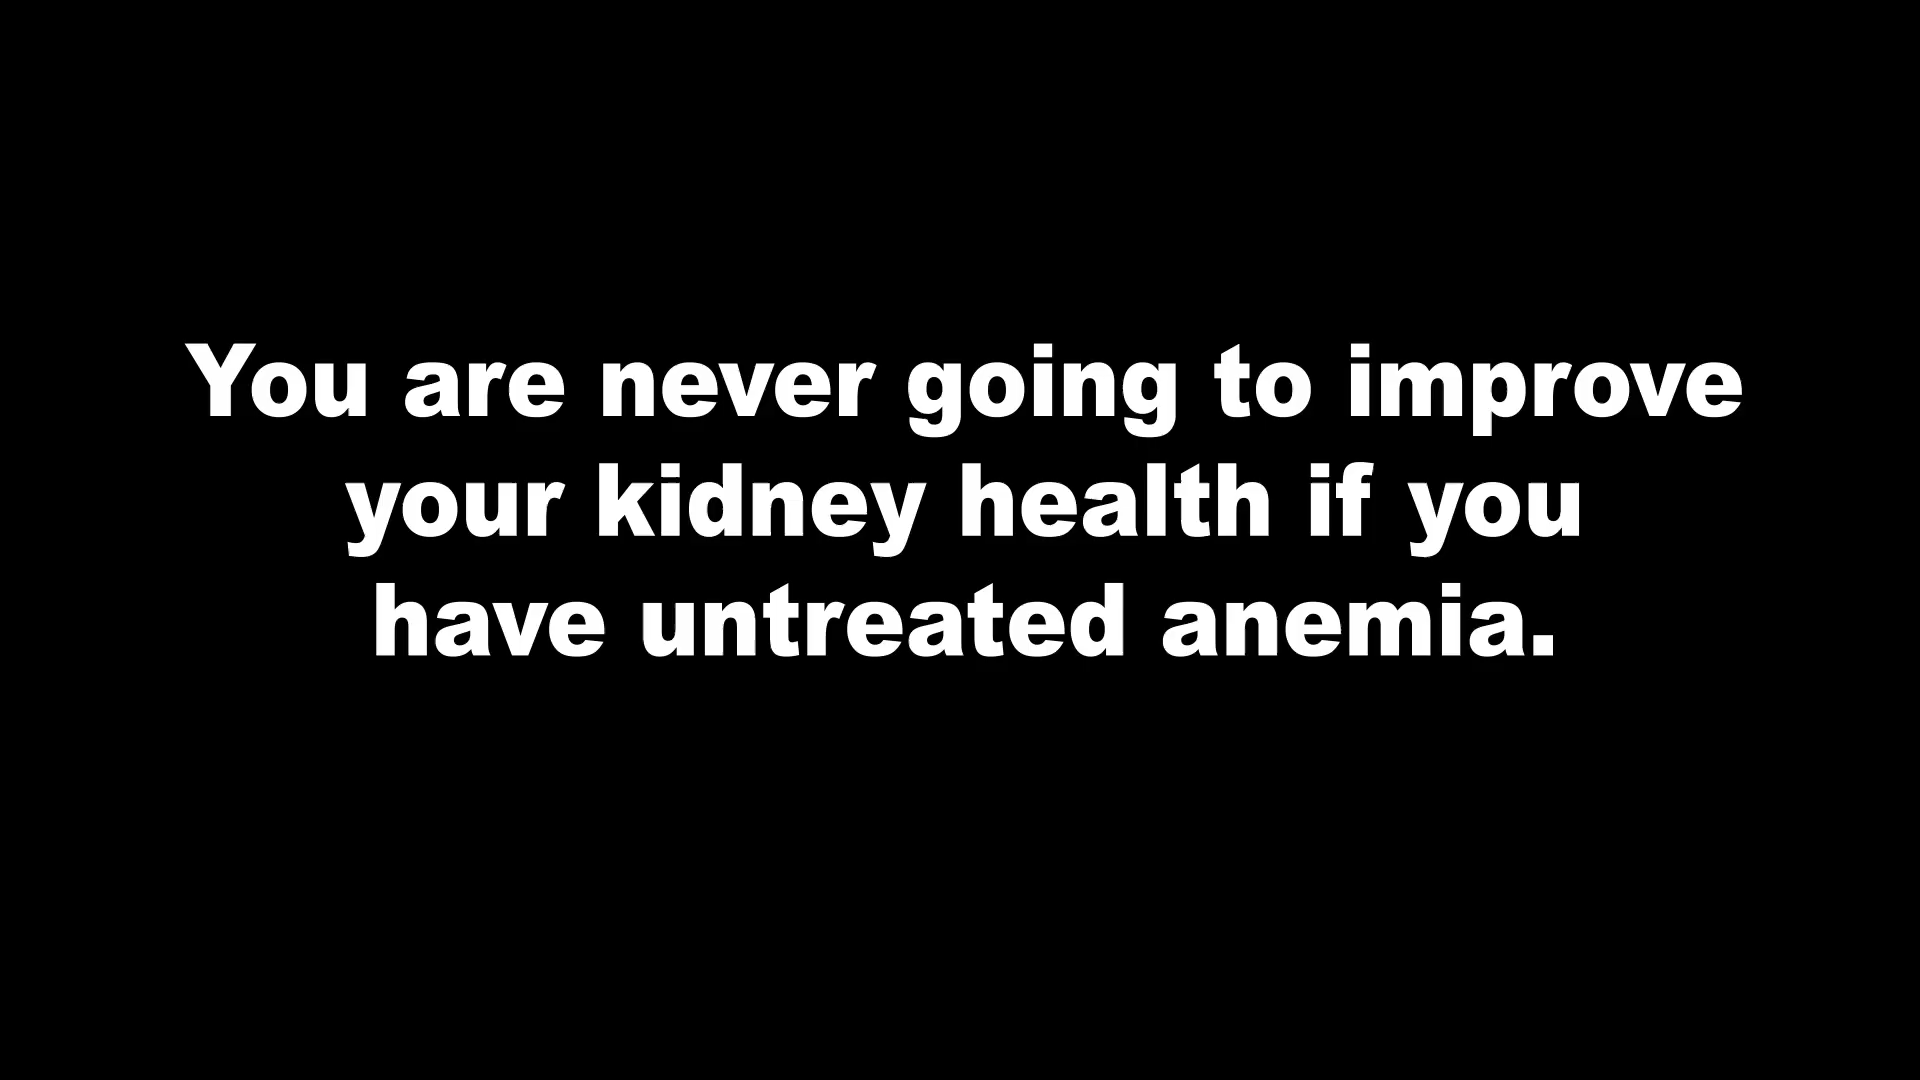 You are never going to improve
your kidney health if you
have untreated anemia.